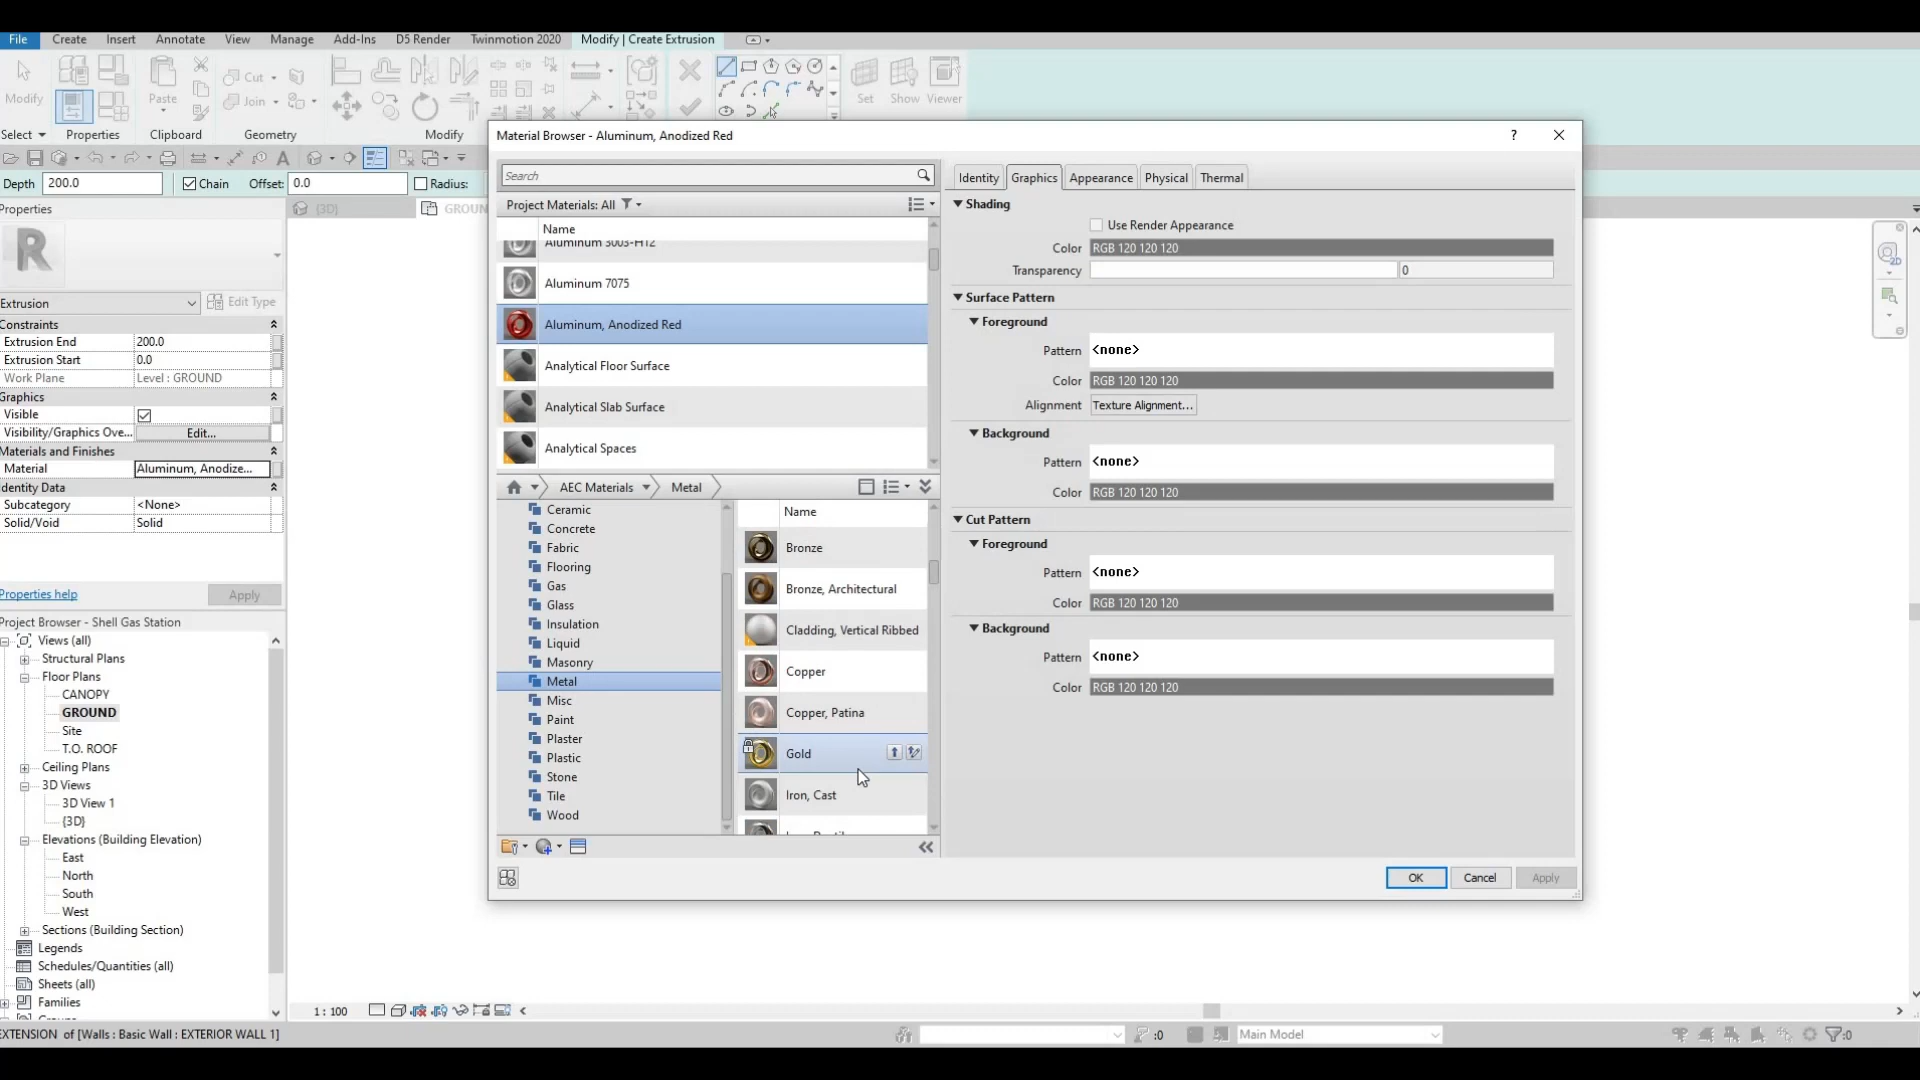 File Create Insert Annotate View Manage Add-Ins D5 Render Twinmotion 2020 Modify | Create Extrusion
Modify Paste Cut Join Set Show Viewer
Select Properties Clipboard Geometry Modify
Depth 200.0 Chain Offset: 0.0 Radius:
Properties
{3D} GROUN
R
Extrusion Edit Type
Constraints
Extrusion End 200.0
Extrusion Start 0.0
Work Plane Level : GROUND
Graphics
Visible
Visibility/Graphics Ove... Edit...
Materials and Finishes
Material Aluminum, Anodize...
dentity Data
Subcategory <None>
Solid/Void Solid
Properties help Apply
Project Browser - Shell Gas Station
Views (all)
Structural Plans
Floor Plans
CANOPY
GROUND
Site
T.O. ROOF
Ceiling Plans
3D Views
3D View 1
{3D}
Elevations (Building Elevation)
East
North
South
West
Sections (Building Section)
Legends
Schedules/Quantities (all)
Sheets (all)
Families
Material Browser - Aluminum, Anodized Red ?
Search
Project Materials: All
Name
Aluminum 3003-H12
Aluminum 7075
Aluminum, Anodized Red
Analytical Floor Surface
Analytical Slab Surface
Analytical Spaces
AEC Materials Metal
Ceramic
Concrete
Fabric
Flooring
Gas
Glass
Insulation
Liquid
Masonry
Metal
Misc
Paint
Plaster
Plastic
Stone
Tile
Wood
Name
Bronze
Bronze, Architectural
Cladding, Vertical Ribbed
Copper
Copper, Patina
Gold
Iron, Cast
Identity Graphics Appearance Physical Thermal
Shading
Use Render Appearance
Color RGB 120 120 120
Transparency 0
Surface Pattern
Foreground
Pattern <none>
Color RGB 120 120 120
Alignment Texture Alignment...
Background
Pattern <none>
Color RGB 120 120 120
Cut Pattern
Foreground
Pattern <none>
Color RGB 120 120 120
Background
Pattern <none>
Color RGB 120 120 120
OK Cancel Apply
2D
1 : 100
EXTENSION of [Walls : Basic Wall : EXTERIOR WALL 1] :0 Main Model :0